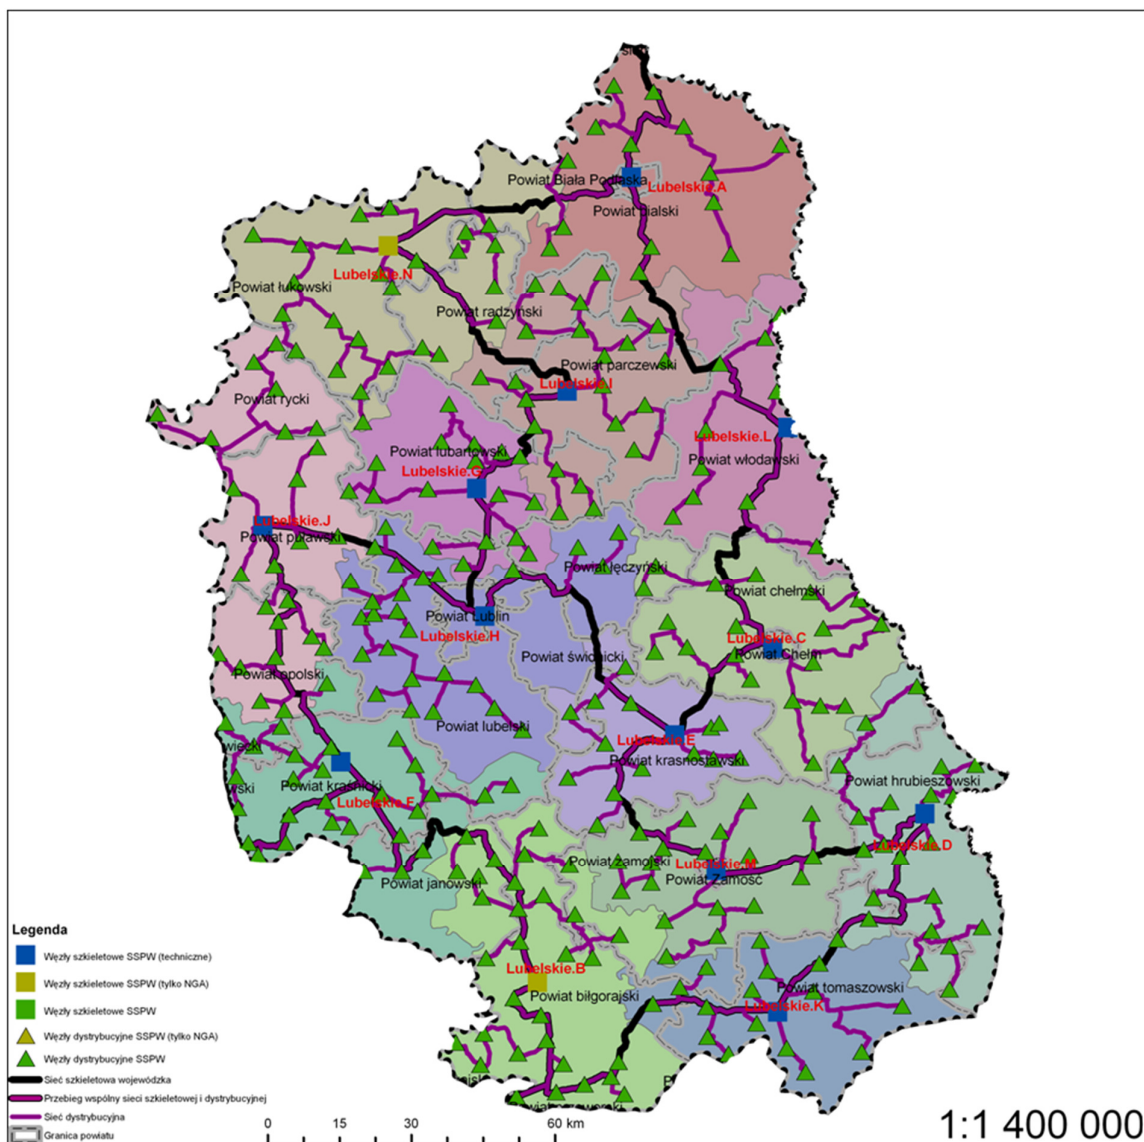 Powiat Biała Podlaska
Lubelskie.A
Powiat bialski
Lubelskie.N
Powiat łukowski
Powiat radzyński
Powiat parczewski
Lubelskie.I
Powiat rycki
Lubelskie.L
Powiat lubartowski
Powiat włodawski
Lubelskie.G
Lubelskie.J
Powiat puławski
Powiat łęczyński
Powiat chełmski
Powiat Lublin
Lubelskie.H
Lubelskie.C
Powiat Chełm
Powiat świdnicki
Powiat opolski
Powiat lubelski
Lubelskie.E
Powiat krasnostawski
Powiat kraśnicki
Powiat hrubieszowski
Lubelskie.F
Lubelskie.D
Powiat zamojski
Lubelskie.M
Powiat Zamość
Powiat janowski
Lubelskie.B
Powiat biłgorajski
Powiat tomaszowski
Lubelskie.K
Legenda
Węzły szkieletowe SSPW (techniczne)
Węzły szkieletowe SSPW (tylko NGA)
Węzły szkieletowe SSPW
Węzły dystrybucyjne SSPW (tylko NGA)
Węzły dystrybucyjne SSPW
Sieć szkieletowa wojewódzka
Przebieg wspólny sieci szkieletowej i dystrybucyjnej
Sieć dystrybucyjna
Granica powiatu
0 15 30 60 km
1:1 400 000